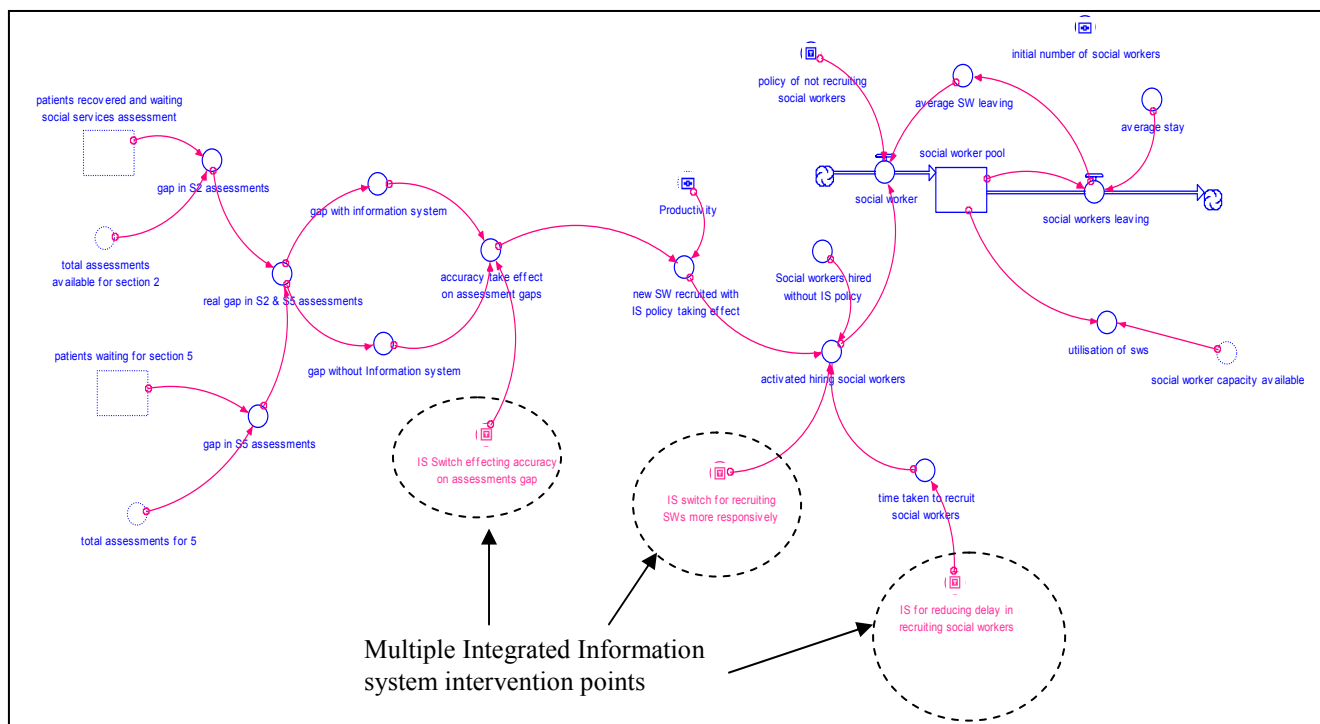 initial number of social workers
policy of not recruiting
social workers
average SW leaving
patients recovered and waiting
social services assessment
average stay
social worker pool
gap in S2 assessments
social worker
social workers leaving
gap with information system
Productivity
total assessments
available for section 2
real gap in S2 & S5 assessments
accuracy take effect
on assessment gaps
new SW recruited with
IS policy taking effect
Social workers hired
without IS policy
utilisation of sws
patients waiting for section 5
gap without Information system
activated hiring social workers
social worker capacity available
gap in S5 assessments
IS Switch effecting accuracy
on assessments gap
IS switch for recruiting
SWs more responsively
time taken to recruit
social workers
total assessments for 5
IS for reducing delay in
recruiting social workers
Multiple Integrated Information
system intervention points